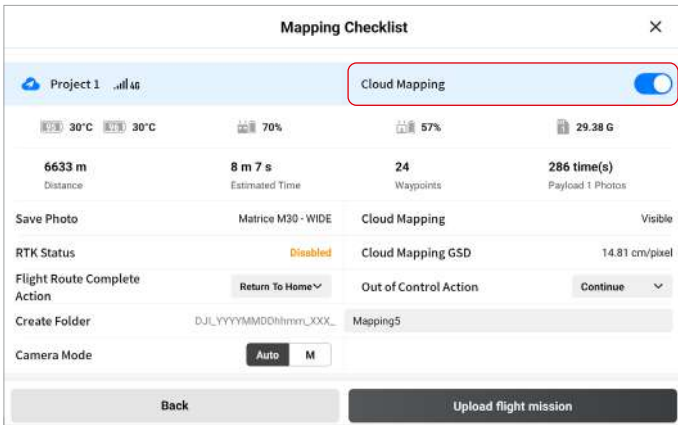 Mapping Checklist
Project 1 4G Cloud Mapping
30°C 30°C 70% 57% 29.38 G
6633 m 8 m 7 s 24 286 time(s)
Distance Estimated Time Waypoints Payload 1 Photos
Save Photo Matrice M30 - WIDE Cloud Mapping Visible
RTK Status Disabled Cloud Mapping GSD 14.81 cm/pixel
Flight Route Complete Action Return To Home Out of Control Action Continue
Create Folder DJI_YYYYMMDDhhmm_XXX_ Mapping5
Camera Mode Auto M
Back Upload flight mission